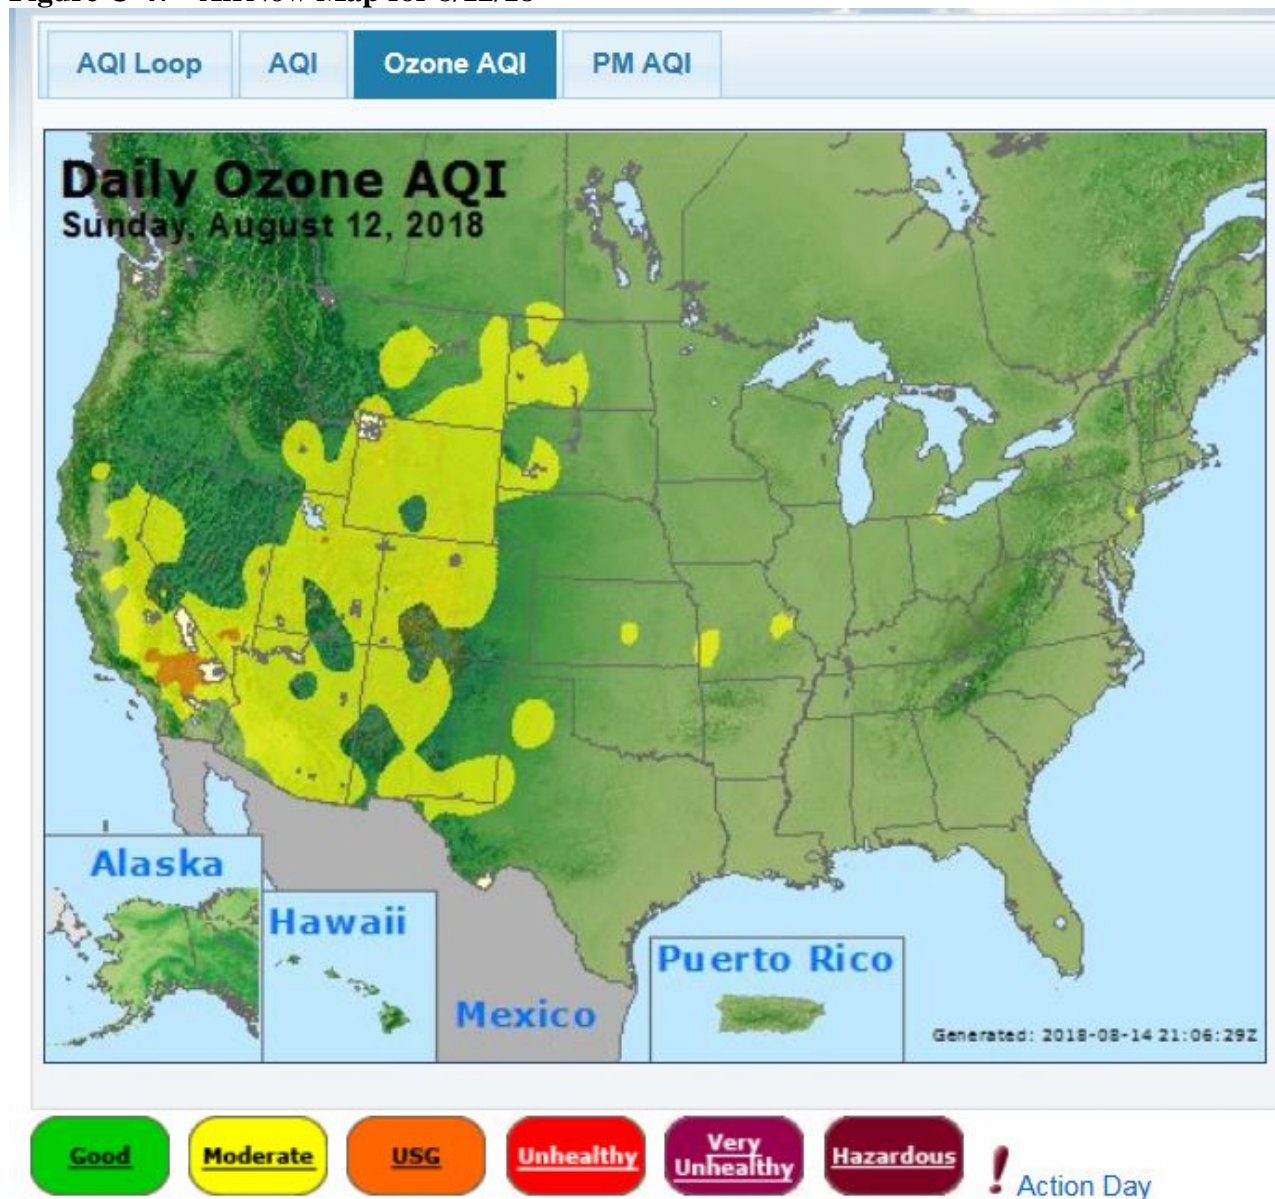 AQI Loop AQI Ozone AQI PM AQI
Daily Ozone AQI
Sunday, August 12, 2018
Alaska
Hawaii
Mexico
Puerto Rico
Generated: 2018-08-14 21:06:29Z
Good Moderate USG Unhealthy Very Unhealthy Hazardous ! Action Day